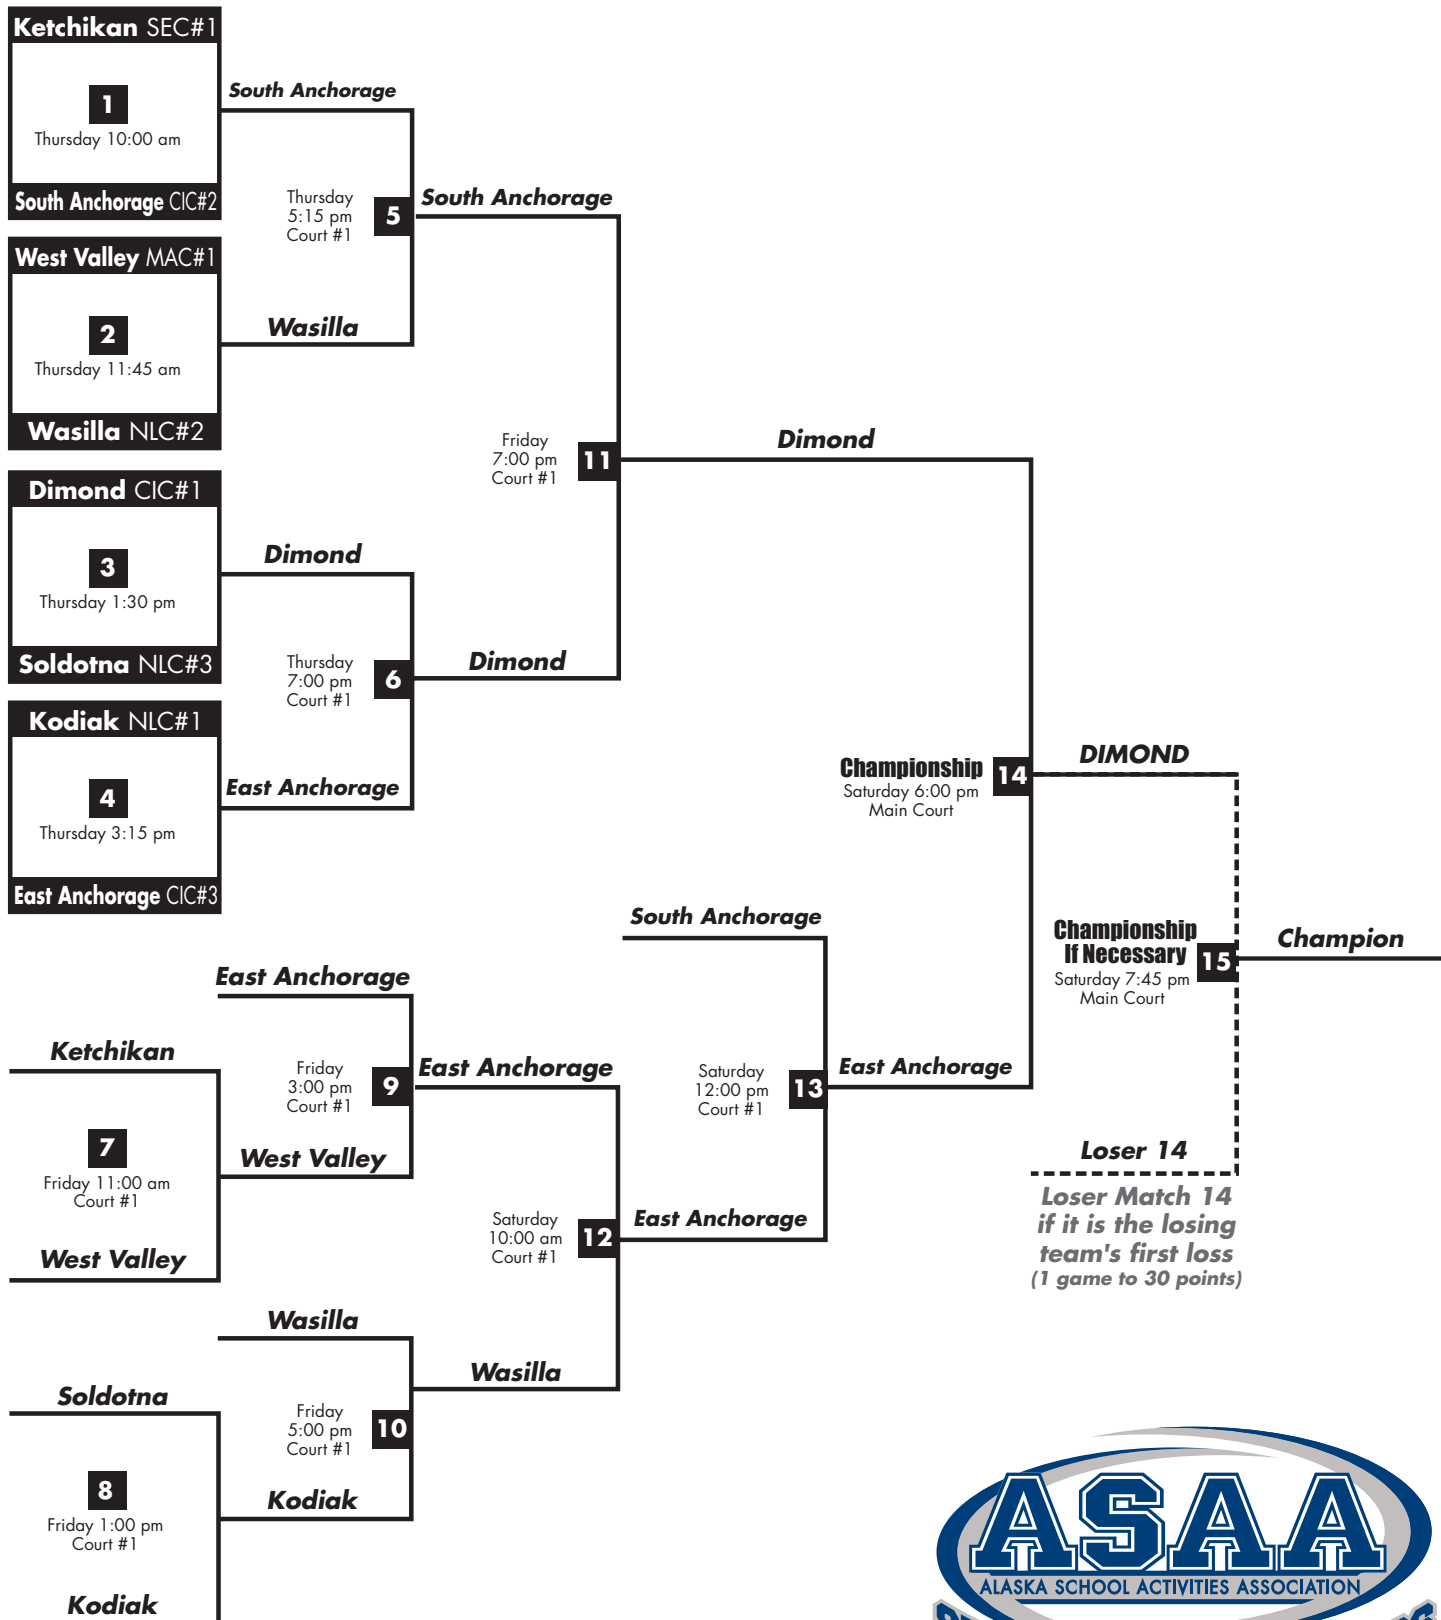 Ketchikan SEC#1
1
Thursday 10:00 am
South Anchorage CIC#2
West Valley MAC#1
2
Thursday 11:45 am
Wasilla NLC#2
Dimond CIC#1
3
Thursday 1:30 pm
Soldotna NLC#3
Kodiak NLC#1
4
Thursday 3:15 pm
East Anchorage CIC#3
South Anchorage
Thursday
5:15 pm
Court #1
5
Wasilla
Dimond
Thursday
7:00 pm
Court #1
6
East Anchorage
South Anchorage
Friday
7:00 pm
Court #1
11
Dimond
Dimond
Championship
Saturday 6:00 pm
Main Court
14
DIMOND
Championship
If Necessary
Saturday 7:45 pm
Main Court
15
Champion
Loser 14
Loser Match 14
if it is the losing
team's first loss
(1 game to 30 points)
South Anchorage
Saturday
12:00 pm
Court #1
13
East Anchorage
East Anchorage
East Anchorage
Friday
3:00 pm
Court #1
9
West Valley
East Anchorage
Saturday
10:00 am
Court #1
12
Wasilla
Ketchikan
7
Friday 11:00 am
Court #1
West Valley
Wasilla
Friday
5:00 pm
Court #1
10
Kodiak
Soldotna
8
Friday 1:00 pm
Court #1
Kodiak
ASAA
ALASKA SCHOOL ACTIVITIES ASSOCIATION